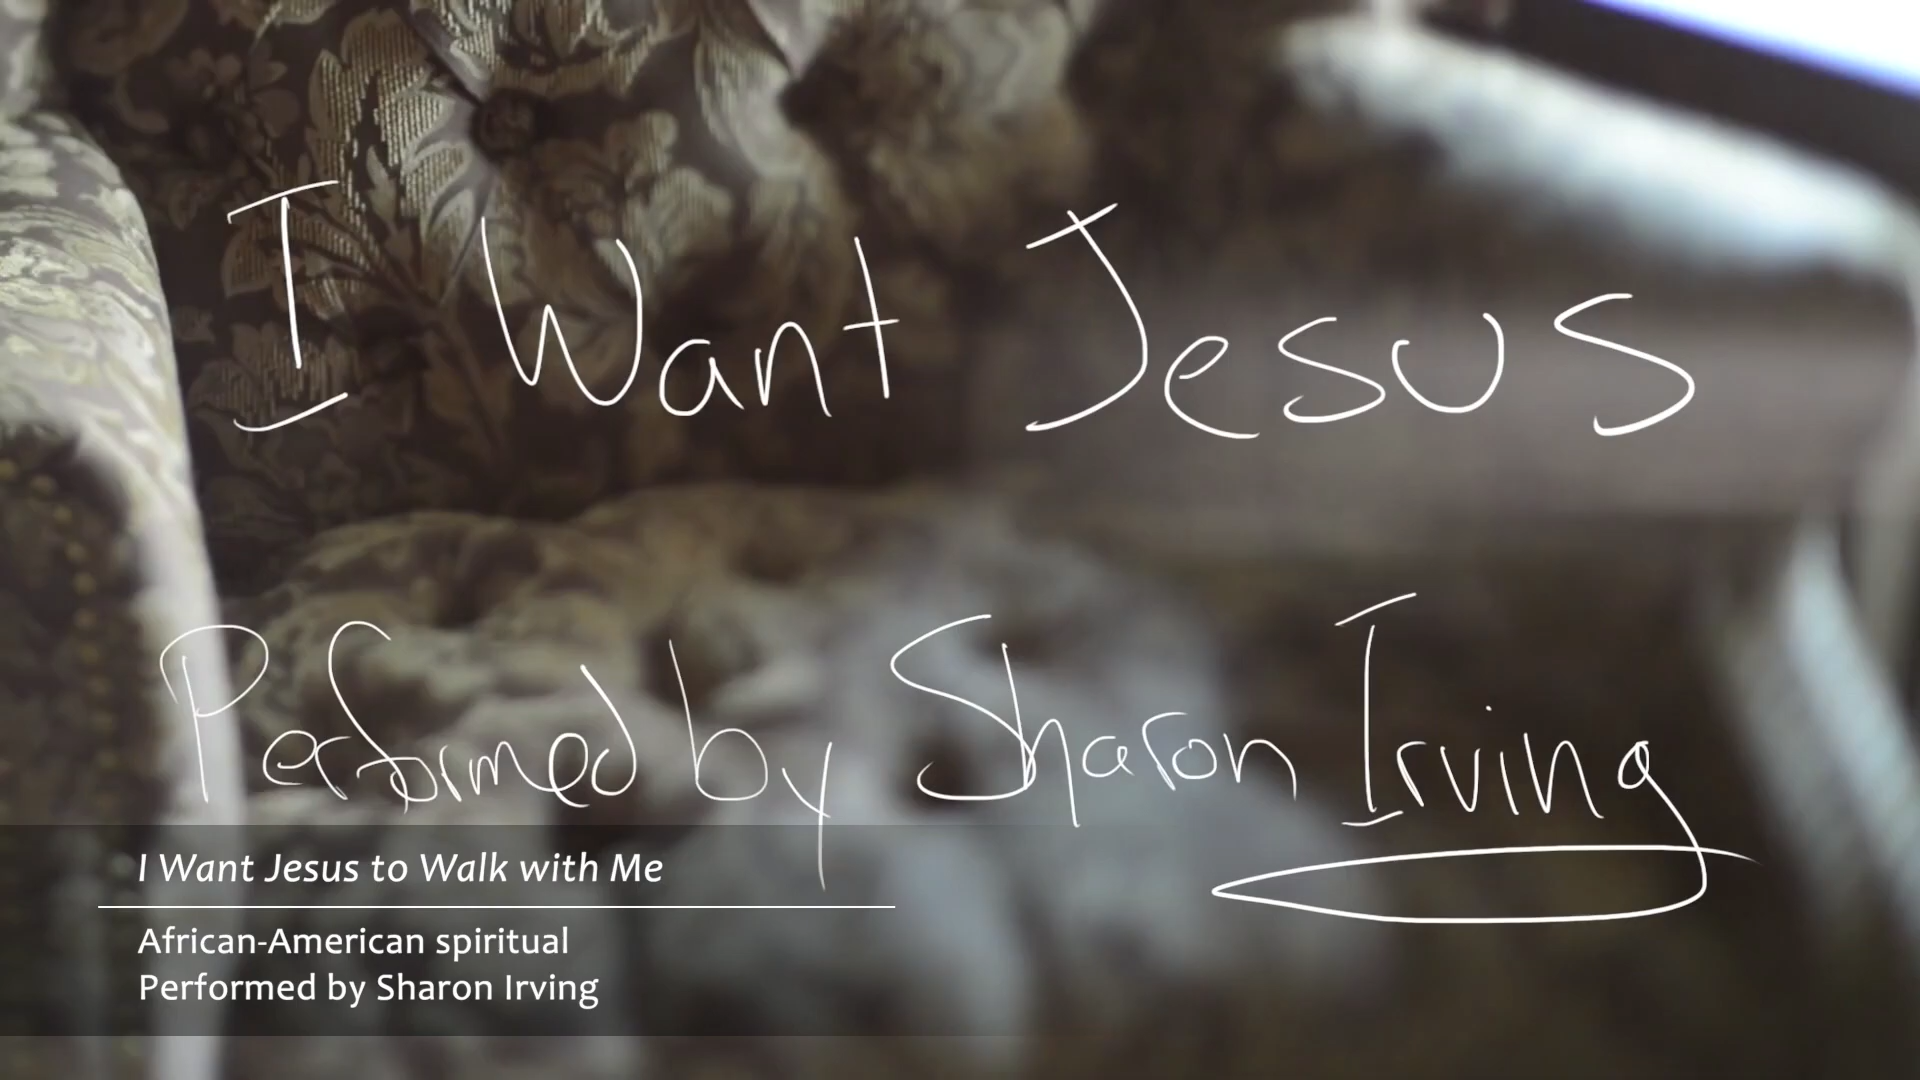 I Want Jesus
Performed by Sharon Irving
I Want Jesus to Walk with Me
African-American spiritual
Performed by Sharon Irving